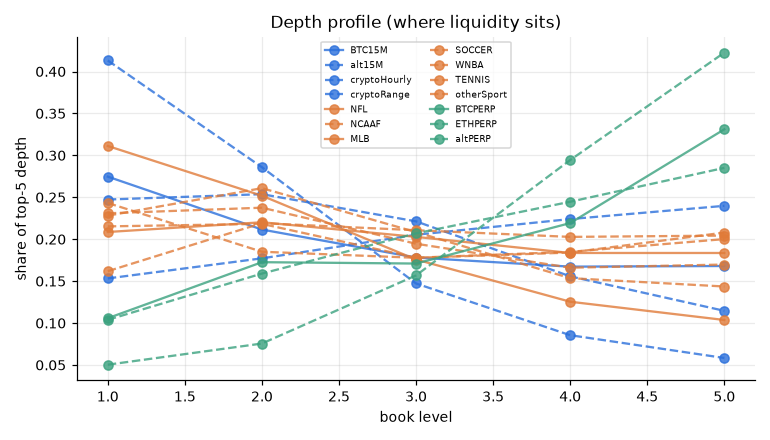 Depth profile (where liquidity sits)
BTC15M
alt15M
cryptoHourly
cryptoRange
NFL
NCAAF
MLB
SOCCER
WNBA
TENNIS
otherSport
BTCPERP
ETHPERP
altPERP
share of top-5 depth
0.40
0.35
0.30
0.25
0.20
0.15
0.10
0.05
1.0 1.5 2.0 2.5 3.0 3.5 4.0 4.5 5.0
book level